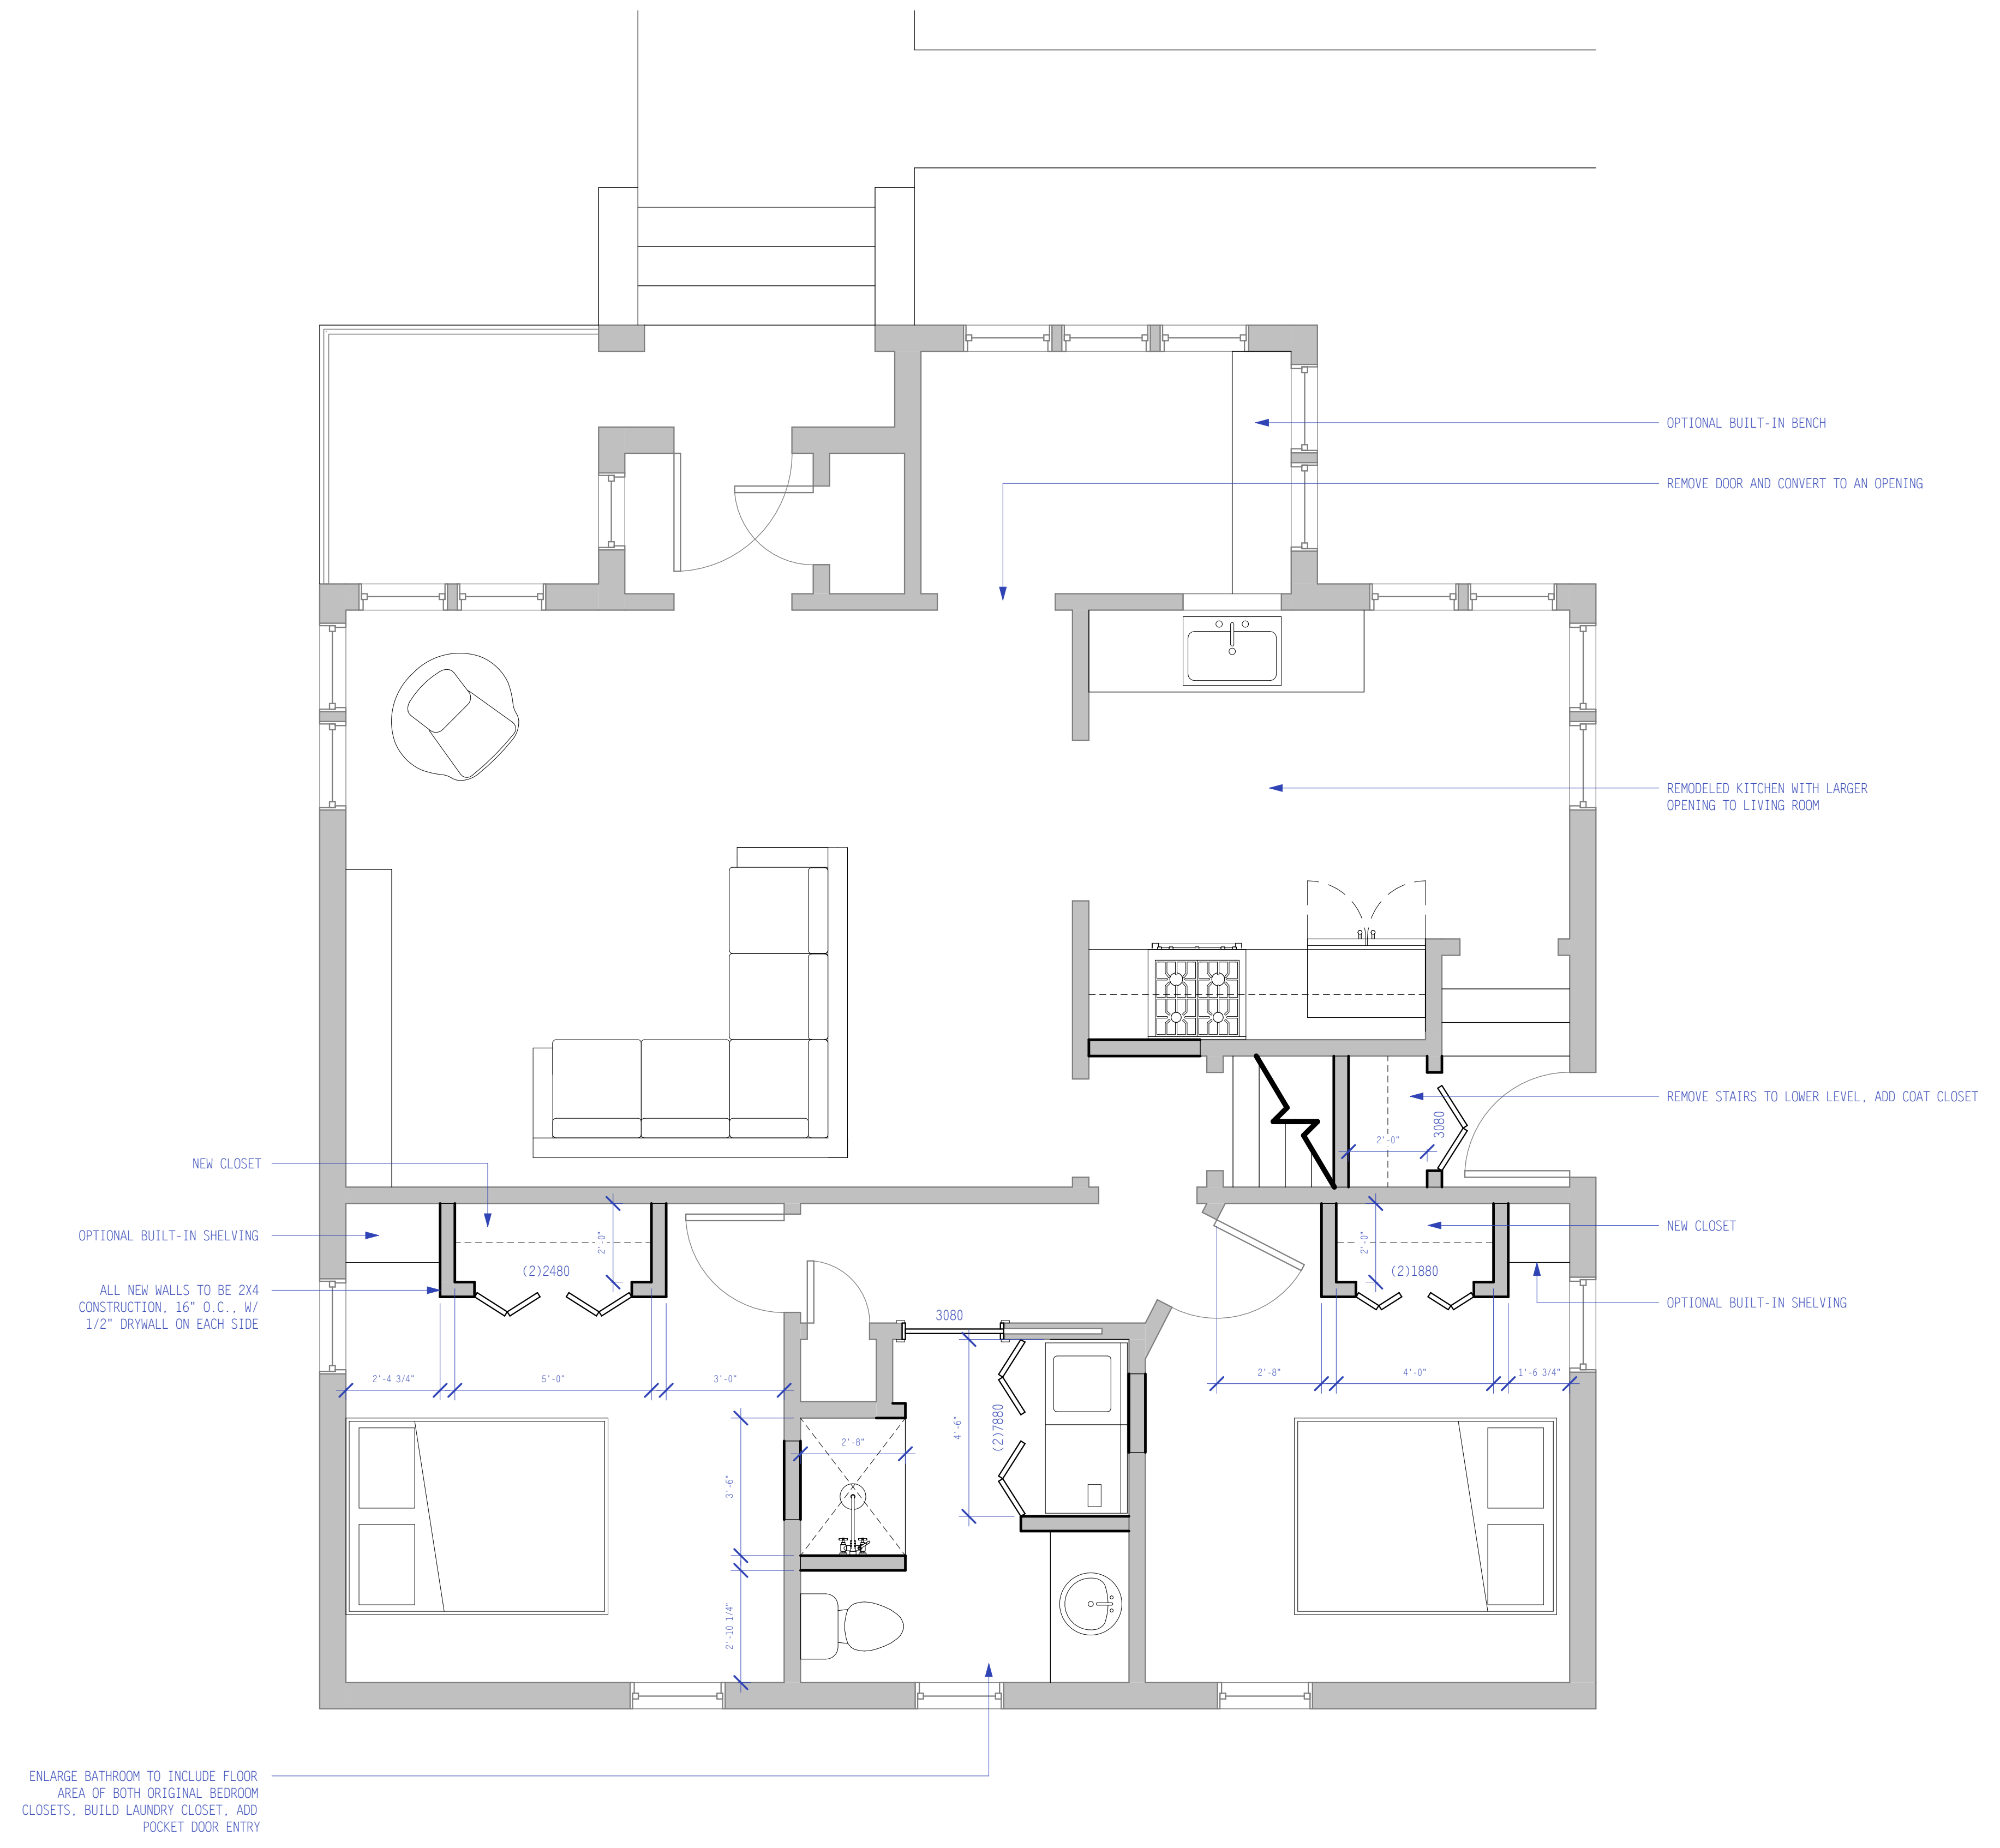 OPTIONAL BUILT-IN BENCH
REMOVE DOOR AND CONVERT TO AN OPENING
REMODELED KITCHEN WITH LARGER
OPENING TO LIVING ROOM
REMOVE STAIRS TO LOWER LEVEL, ADD COAT CLOSET
3080
2'-0"
NEW CLOSET
NEW CLOSET
OPTIONAL BUILT-IN SHELVING
2'-0"
2'-0"
(2)2480
(2)1880
ALL NEW WALLS TO BE 2X4
CONSTRUCTION, 16" O.C., W/
1/2" DRYWALL ON EACH SIDE
OPTIONAL BUILT-IN SHELVING
3080
2'-4 3/4"
5'-0"
3'-0"
2'-8"
4'-0"
1'-6 3/4"
4'-6"
(2)7880
2'-8"
3'-6"
2'-10 1/4"
ENLARGE BATHROOM TO INCLUDE FLOOR
AREA OF BOTH ORIGINAL BEDROOM
CLOSETS, BUILD LAUNDRY CLOSET, ADD
POCKET DOOR ENTRY